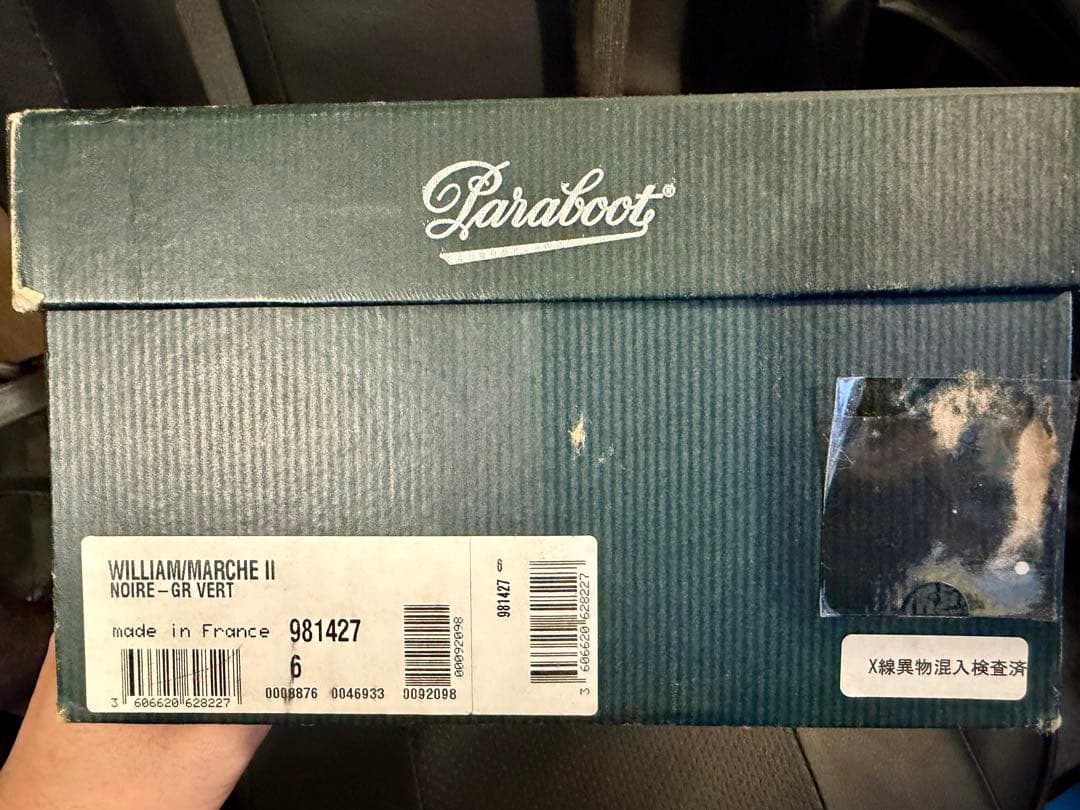 Paraboot®
WILLIAM/MARCHE II
NOIRE-GR VERT
made in France 981427
6
3 606620 628227
0008876 0046933 0092098
00092098
981427 6
3 606620 628227
X線異物混入検査済